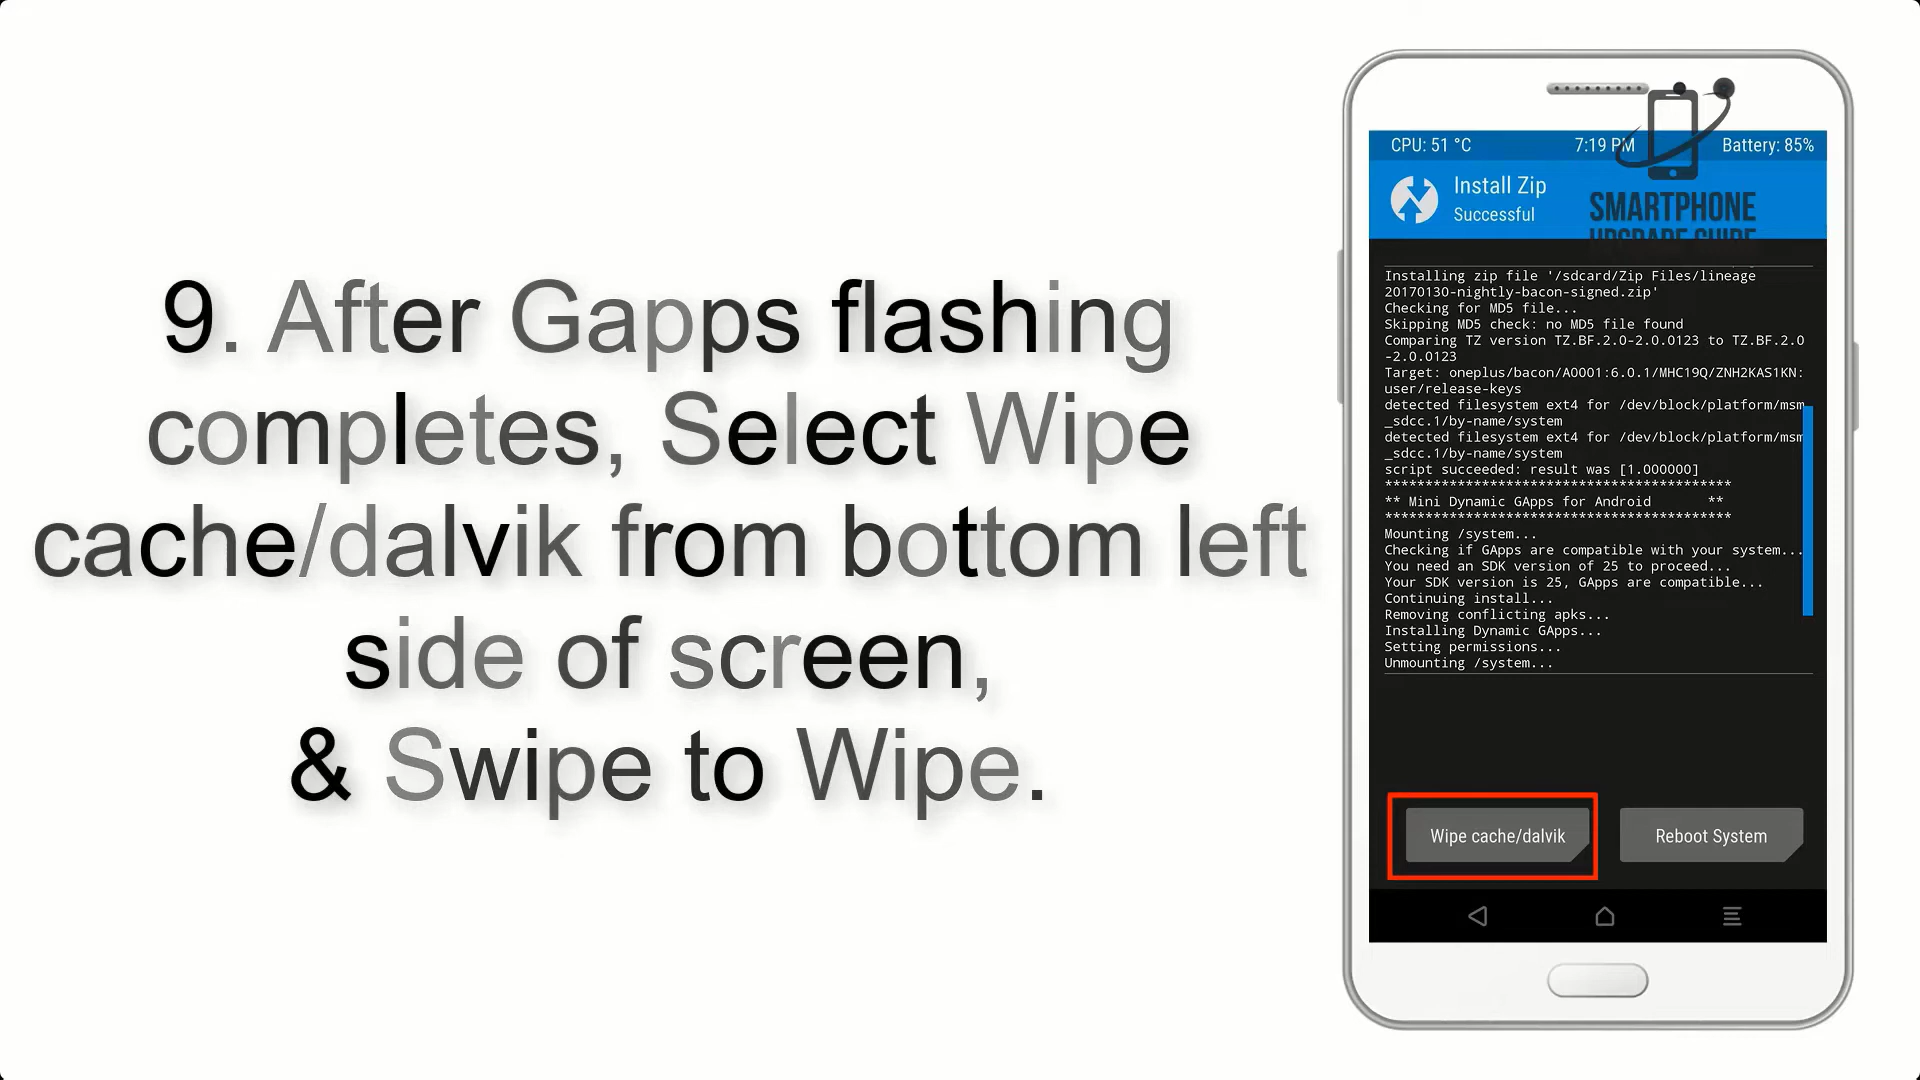 9. After Gapps flashing
completes, Select Wipe
cache/dalvik from bottom left
side of screen,
& Swipe to Wipe.
CPU: 51 °C 7:19 PM Battery: 85%
Install Zip
Successful
SMARTPHONE
UPGRADE GUIDE
Installing zip file '/sdcard/Zip Files/lineage
20170130-nightly-bacon-signed.zip'
Checking for MD5 file...
Skipping MD5 check: no MD5 file found
Comparing TZ version TZ.BF.2.0-2.0.0123 to TZ.BF.2.0
-2.0.0123
Target: oneplus/bacon/A0001:6.0.1/MHC19Q/ZNH2KAS1KN:
user/release-keys
detected filesystem ext4 for /dev/block/platform/msm
_sdcc.1/by-name/system
detected filesystem ext4 for /dev/block/platform/msm
_sdcc.1/by-name/system
script succeeded: result was [1.000000]
*******************************************
** Mini Dynamic GApps for Android **
*******************************************
Mounting /system...
Checking if GApps are compatible with your system...
You need an SDK version of 25 to proceed...
Your SDK version is 25, GApps are compatible...
Continuing install...
Removing conflicting apks...
Installing Dynamic GApps...
Setting permissions...
Unmounting /system...
Wipe cache/dalvik
Reboot System